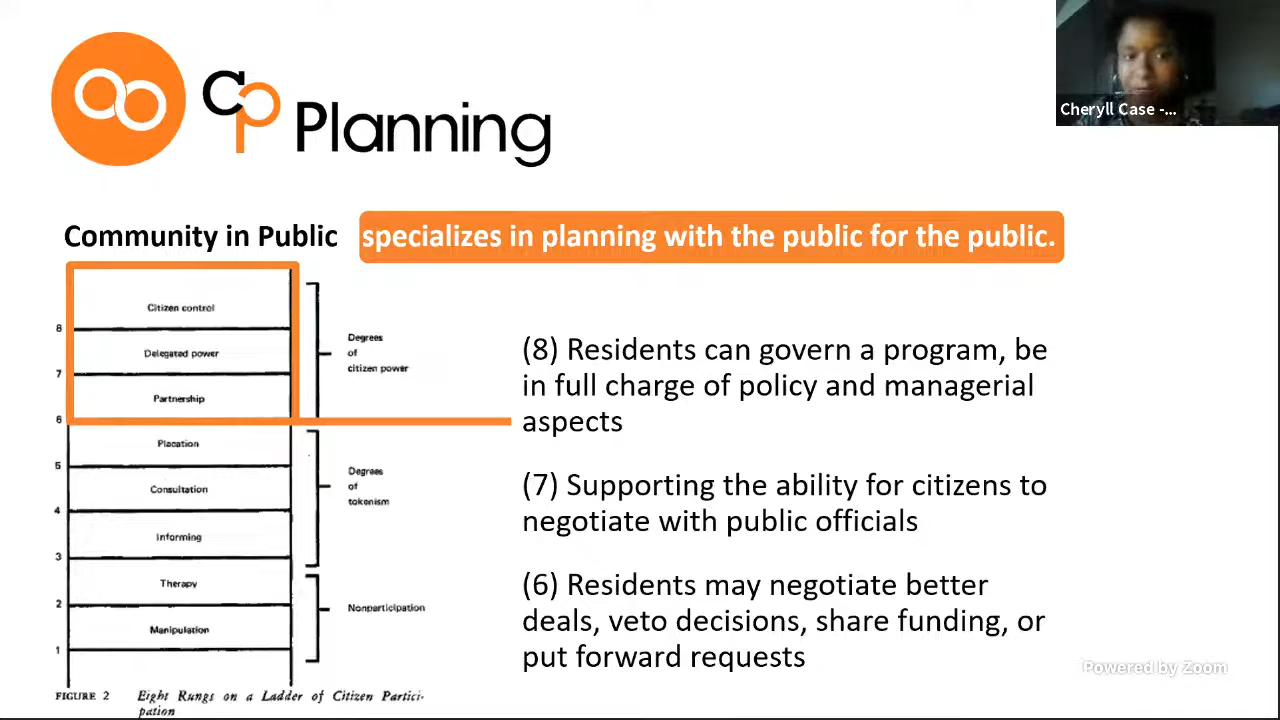 cp Planning
Cheryll Case -...
Community in Public specializes in planning with the public for the public.
Citizen control
8
Delegated power
7
Partnership
6
Placation
5
Consultation
4
Informing
3
Therapy
2
Manipulation
1
Degrees
of
citizen power
Degrees
of
tokenism
Nonparticipation
FIGURE 2 Eight Rungs on a Ladder of Citizen Partici-
pation
(8) Residents can govern a program, be
in full charge of policy and managerial
aspects
(7) Supporting the ability for citizens to
negotiate with public officials
(6) Residents may negotiate better
deals, veto decisions, share funding, or
put forward requests
Powered by Zoom